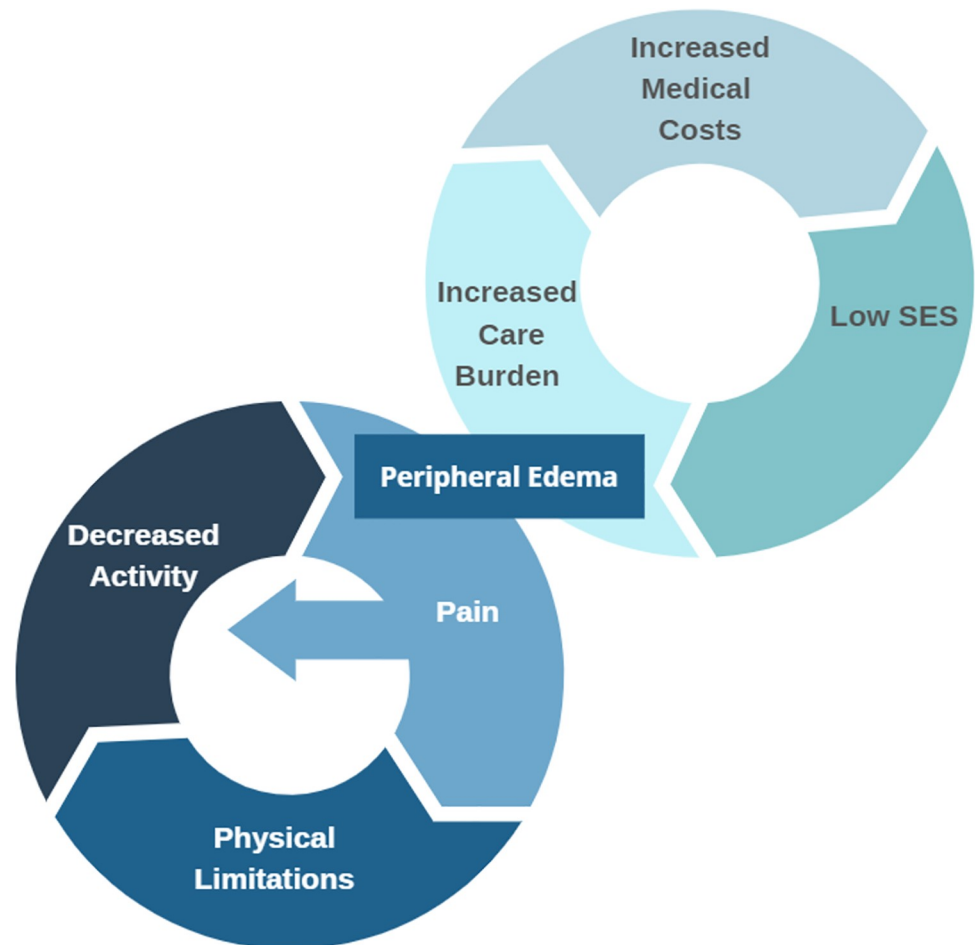 Increased
Medical
Costs
Increased
Care
Burden
Low SES
Peripheral Edema
Decreased
Activity
Pain
Physical
Limitations